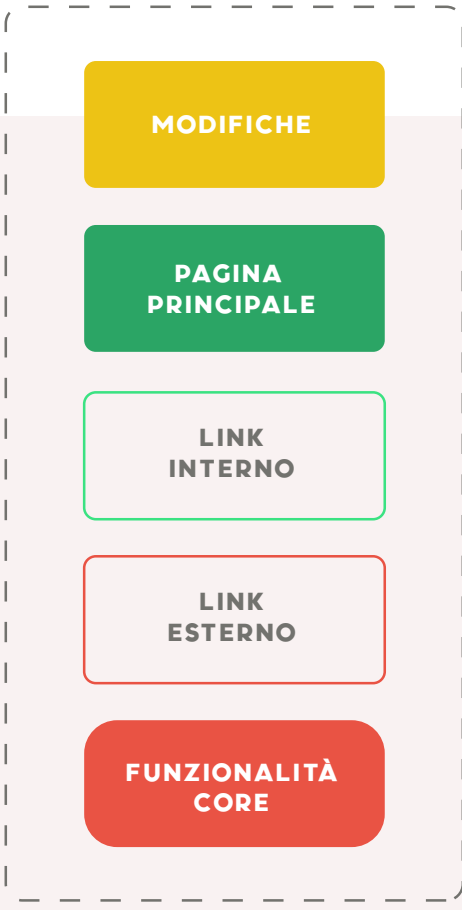 MODIFICHE
PAGINA
PRINCIPALE
LINK
INTERNO
LINK
ESTERNO
FUNZIONALITÀ
CORE